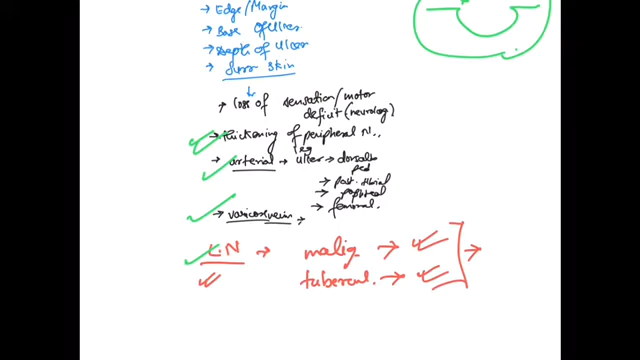 → Edge/Margin
→ Base of Ulcer
→ Depth of Ulcer
→ Surr skin
→ loss of sensation/motor
deficit (neurolog)
→ thickening of peripheral N..
→ arterial → ulcer → dorsalis
ped
→ post. tibial
→ popliteal
→ varicose vein → → femoral.
L.N → malig → ✓
tubercul. → ✓ →